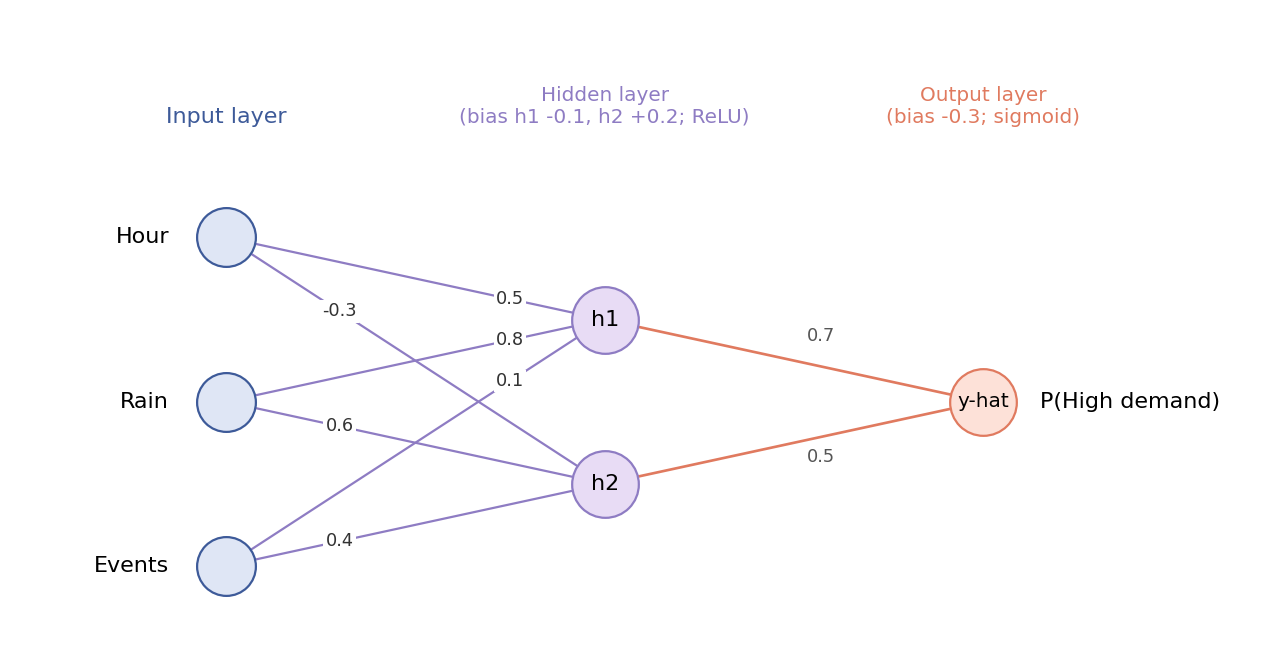 Input layer
Hidden layer
(bias h1 -0.1, h2 +0.2; ReLU)
Output layer
(bias -0.3; sigmoid)
Hour
-0.3
0.5
h1
0.8
0.1
0.7
Rain
0.6
y-hat
P(High demand)
0.5
h2
Events
0.4